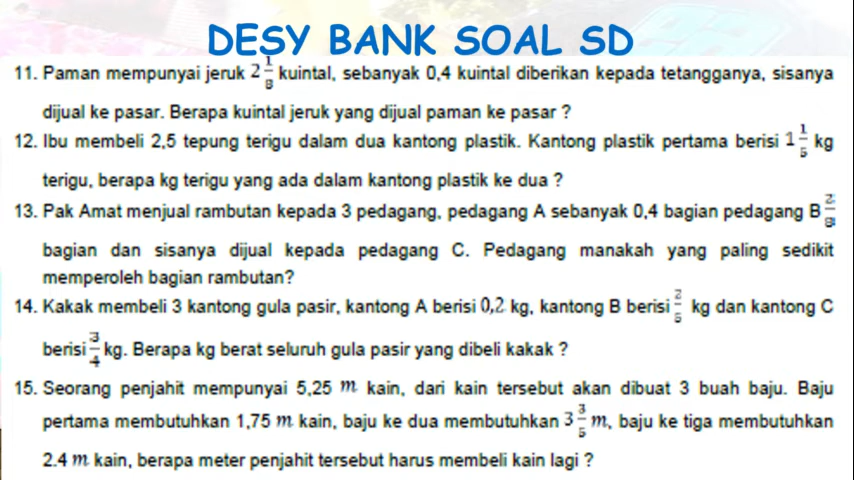 DESY BANK SOAL SD
11. Paman mempunyai jeruk 2 1/8 kuintal, sebanyak 0,4 kuintal diberikan kepada tetangganya, sisanya
dijual ke pasar. Berapa kuintal jeruk yang dijual paman ke pasar ?
12. Ibu membeli 2,5 tepung terigu dalam dua kantong plastik. Kantong plastik pertama berisi 1 1/5 kg
terigu, berapa kg terigu yang ada dalam kantong plastik ke dua ?
13. Pak Amat menjual rambutan kepada 3 pedagang, pedagang A sebanyak 0,4 bagian pedagang B
bagian dan sisanya dijual kepada pedagang C. Pedagang manakah yang paling sedikit
memperoleh bagian rambutan?
14. Kakak membeli 3 kantong gula pasir, kantong A berisi 0,2 kg, kantong B berisi 2/5 kg dan kantong C
berisi 3/4 kg. Berapa kg berat seluruh gula pasir yang dibeli kakak ?
15. Seorang penjahit mempunyai 5,25 m kain, dari kain tersebut akan dibuat 3 buah baju. Baju
pertama membutuhkan 1,75 m kain, baju ke dua membutuhkan 3 3/5 m, baju ke tiga membutuhkan
2.4 m kain, berapa meter penjahit tersebut harus membeli kain lagi ?